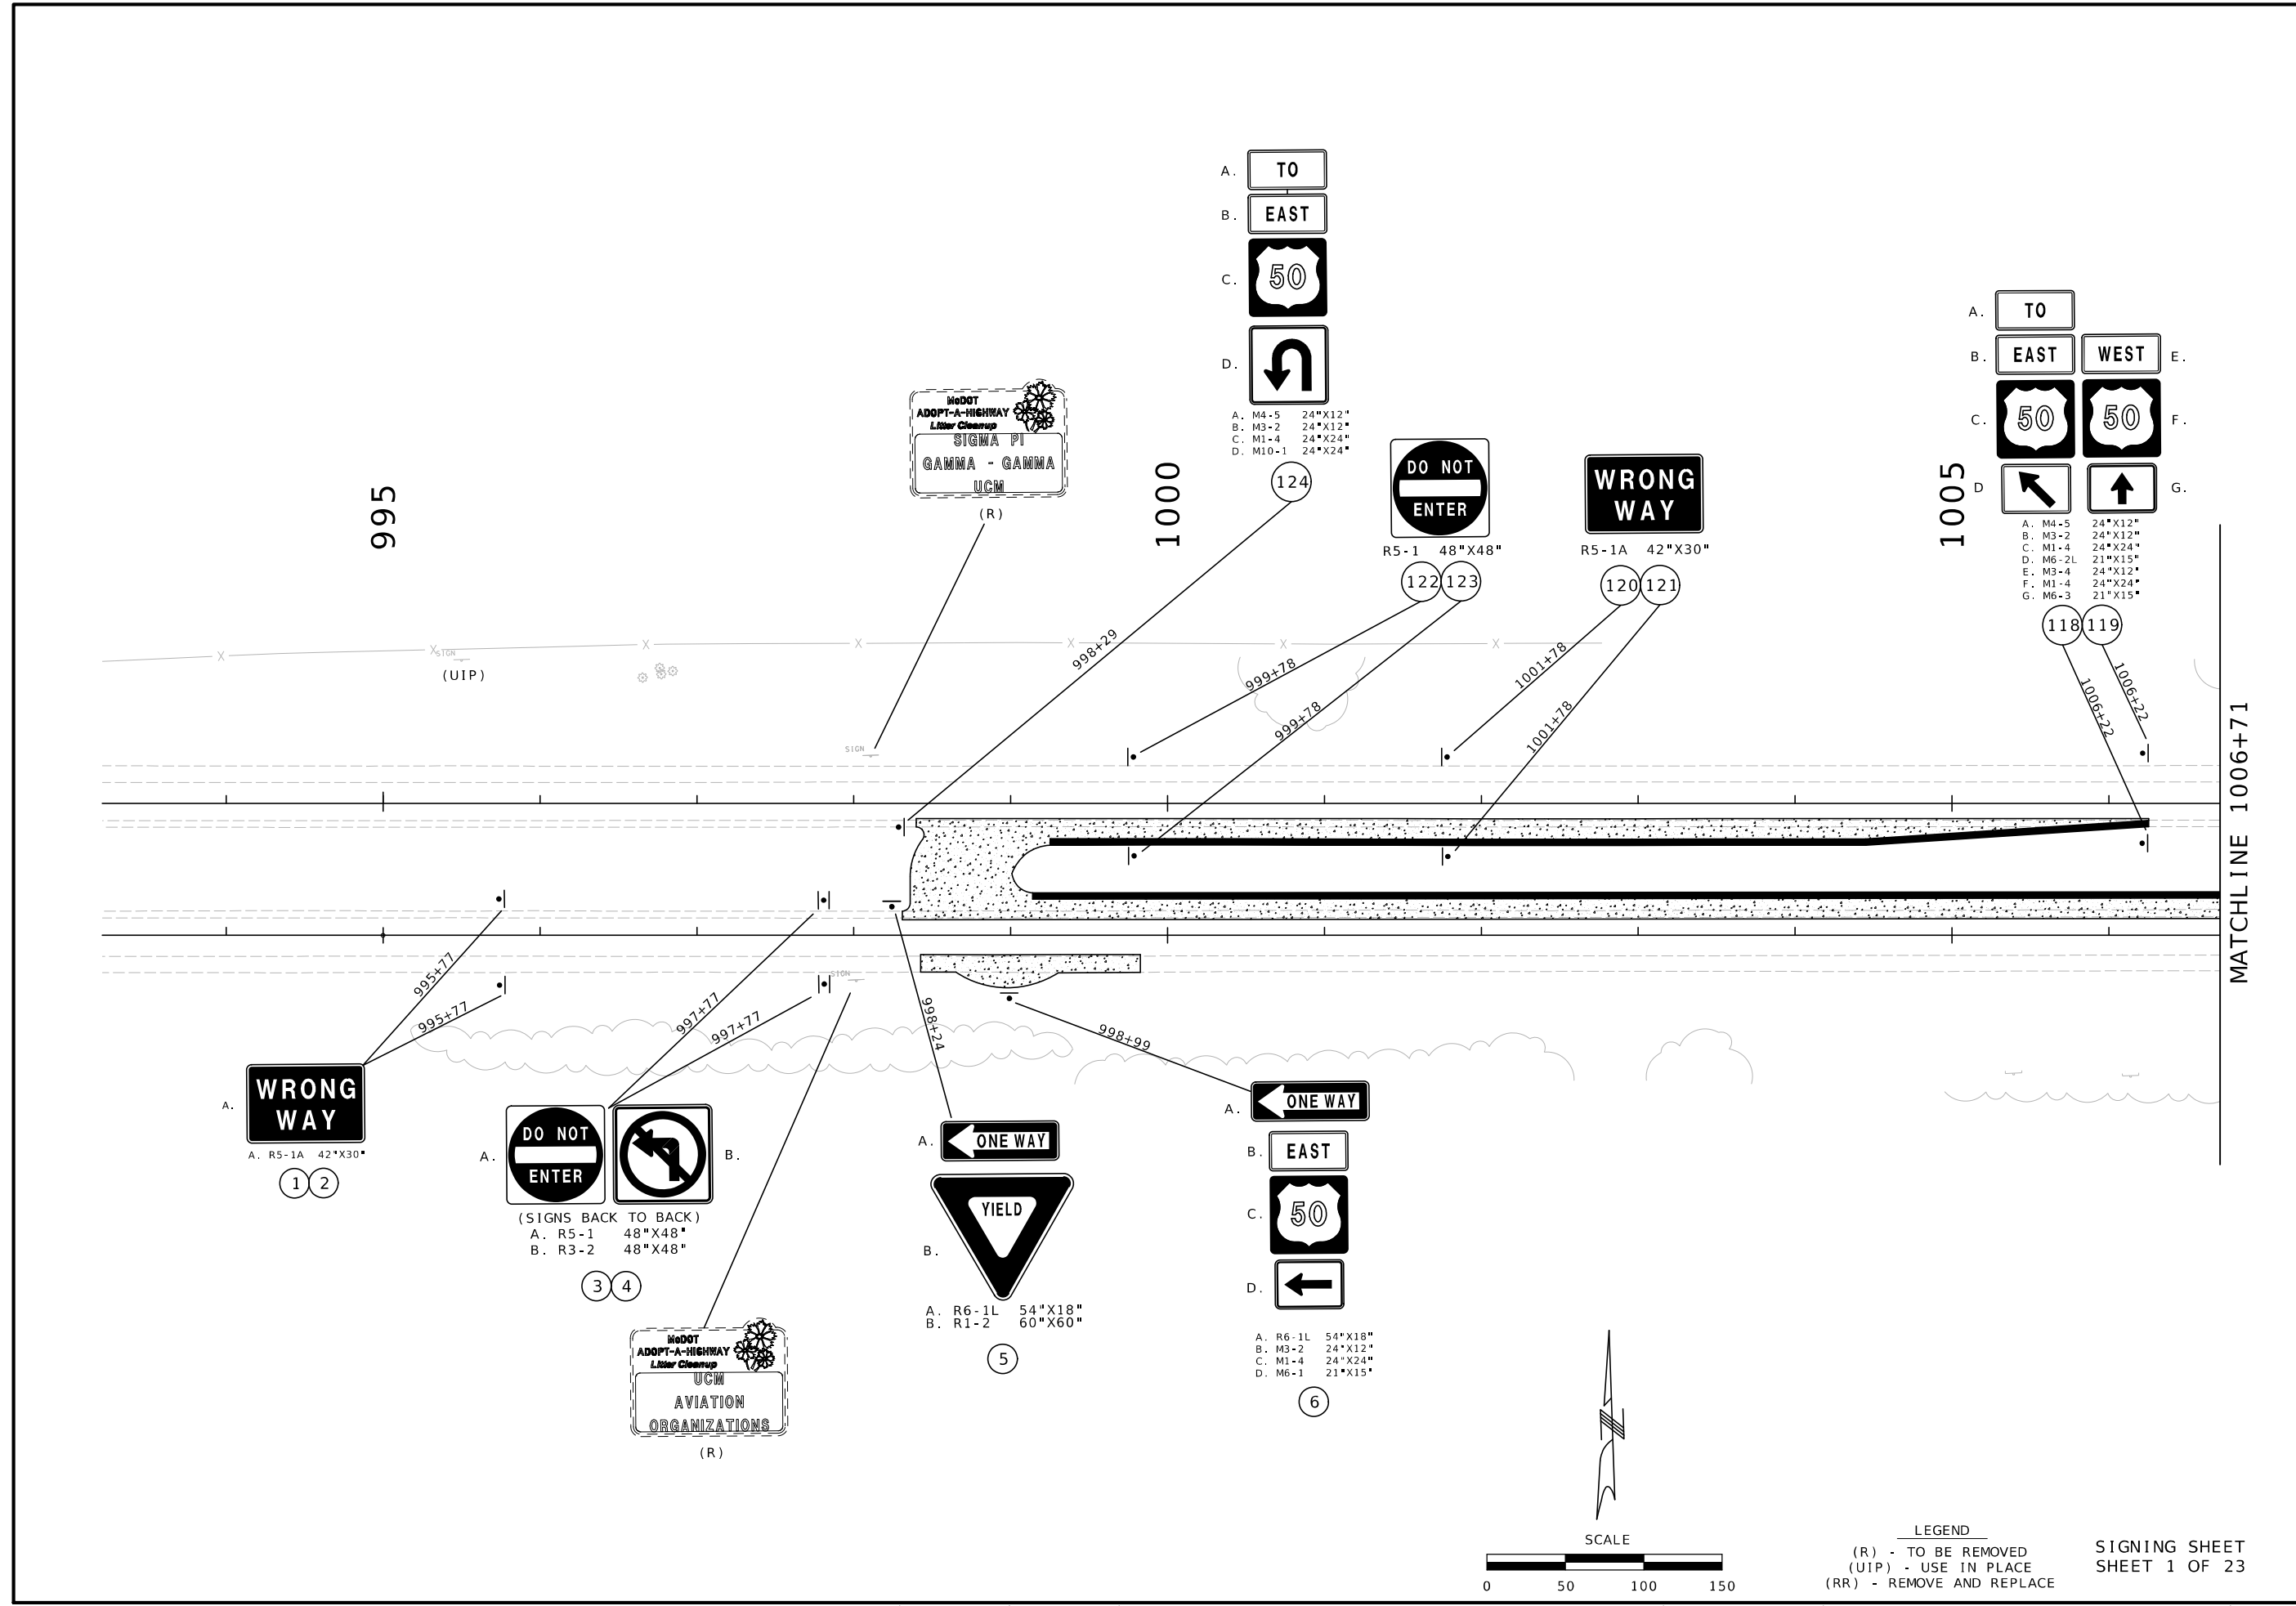 A. TO
B. EAST
C. 50
D.
A. M4-5 24"X12"
B. M3-2 24"X12"
C. M1-4 24"X24"
D. M10-1 24"X24"
124
A. TO
B. EAST WEST E.
C. 50 50 F.
D G.
A. M4-5 24"X12"
B. M3-2 24"X12"
C. M1-4 24"X24"
D. M6-2L 21"X15"
E. M3-4 24"X12"
F. M1-4 24"X24"
G. M6-3 21"X15"
118 119
MoDOT
ADOPT-A-HIGHWAY
Litter Cleanup
SIGMA PI
GAMMA - GAMMA
UCM
(R)
DO NOT
ENTER
R5-1 48"X48"
122 123
WRONG
WAY
R5-1A 42"X30"
120 121
995
1000
1005
SIGN
(UIP)
998+29
999+78
999+78
1001+78
1001+78
1006+22
1006+22
SIGN
MATCHLINE 1006+71
995+77
995+77
997+77
997+77
SIGN
998+24
998+99
A. WRONG
WAY
A. R5-1A 42"X30"
1 2
A. DO NOT
ENTER
B.
(SIGNS BACK TO BACK)
A. R5-1 48"X48"
B. R3-2 48"X48"
3 4
MoDOT
ADOPT-A-HIGHWAY
Litter Cleanup
UCM
AVIATION
ORGANIZATIONS
(R)
A. ONE WAY
B. YIELD
A. R6-1L 54"X18"
B. R1-2 60"X60"
5
A. ONE WAY
B. EAST
C. 50
D.
A. R6-1L 54"X18"
B. M3-2 24"X12"
C. M1-4 24"X24"
D. M6-1 21"X15"
6
N
SCALE
0 50 100 150
LEGEND
(R) - TO BE REMOVED
(UIP) - USE IN PLACE
(RR) - REMOVE AND REPLACE
SIGNING SHEET
SHEET 1 OF 23